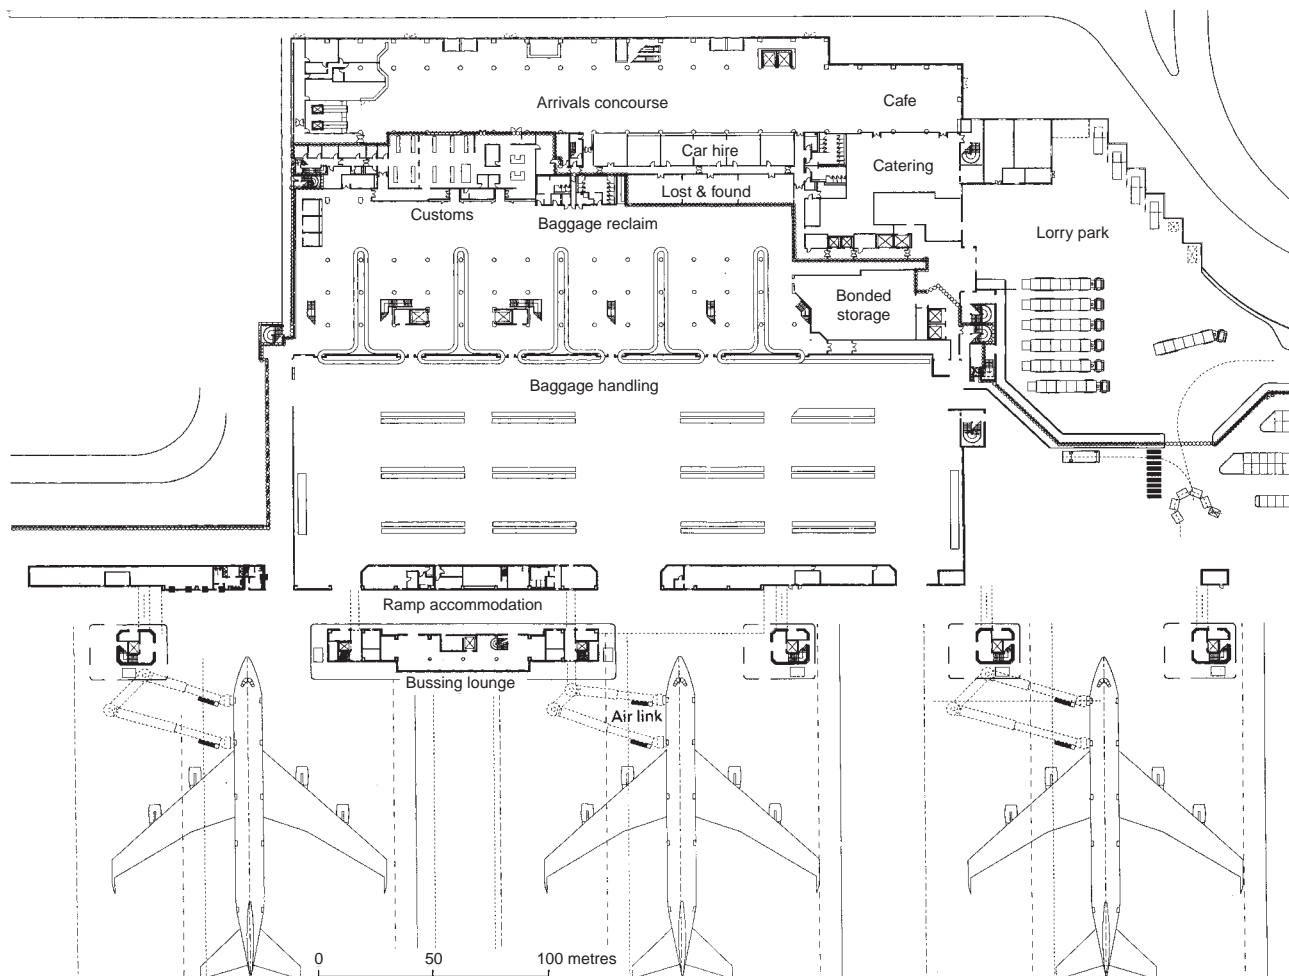 Arrivals concourse
Cafe
Car hire
Catering
Lost & found
Customs
Baggage reclaim
Lorry park
Bonded
storage
Baggage handling
Ramp accommodation
Bussing lounge
Air link
0 50 100 metres